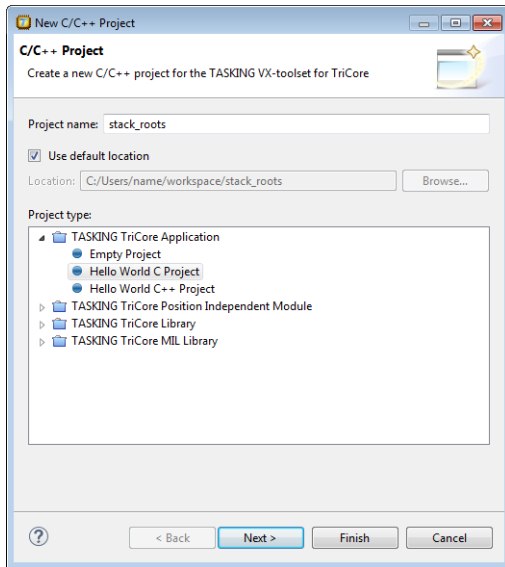 New C/C++ Project
C/C++ Project
Create a new C/C++ project for the TASKING VX-toolset for TriCore
Project name: stack_roots
Use default location
Location: C:/Users/name/workspace/stack_roots Browse...
Project type:
TASKING TriCore Application
Empty Project
Hello World C Project
Hello World C++ Project
TASKING TriCore Position Independent Module
TASKING TriCore Library
TASKING TriCore MIL Library
? < Back Next > Finish Cancel